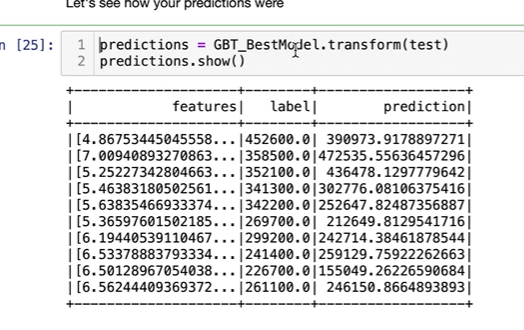 Let's see how your predictions were
n [25]:
1 predictions = GBT_BestModel.transform(test)
2 predictions.show()
+--------------------+--------+------------------+
| features| label| prediction|
+--------------------+--------+------------------+
|[4.86753445045558...|452600.0| 390973.9178897271|
|[7.00940893270863...|358500.0|472535.55636457296|
|[5.25227342804663...|352100.0| 436478.1297779642|
|[5.46383180502561...|341300.0|302776.08106375416|
|[5.63835466933374...|342200.0|252647.82487356887|
|[5.36597601502185...|269700.0| 212649.8129541716|
|[6.19440539110467...|299200.0|242714.38461878544|
|[6.53378883793334...|241400.0|259129.75922262663|
|[6.50128967054038...|226700.0|155049.26226590684|
|[6.56244409369372...|261100.0| 246150.8664893893|
+--------------------+--------+------------------+